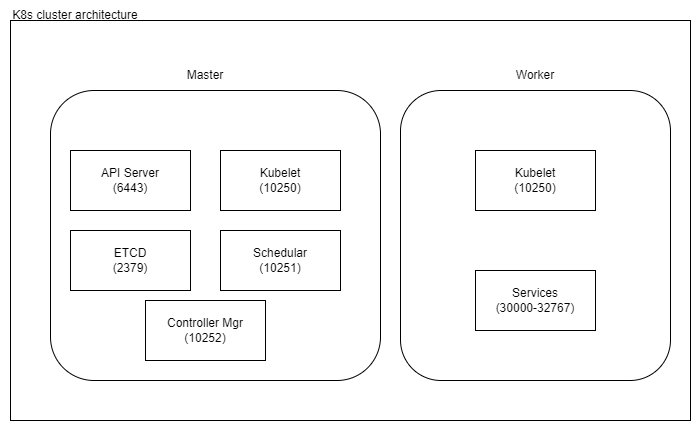 K8s cluster architecture
Master
Worker
API Server
(6443)
Kubelet
(10250)
Kubelet
(10250)
ETCD
(2379)
Schedular
(10251)
Services
(30000-32767)
Controller Mgr
(10252)